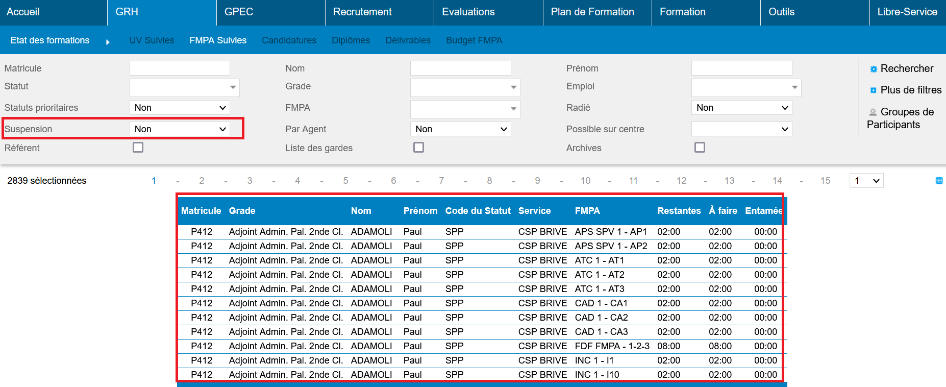 Accueil GRH GPEC Recrutement Evaluations Plan de Formation Formation Outils Libre-Service
Etat des formations UV Suivies FMPA Suivies Candidatures Diplômes Délivrables Budget FMPA
Matricule Nom Prénom Rechercher
Statut Grade Emploi Plus de filtres
Statuts prioritaires Non FMPA Radié Non Groupes de Participants
Suspension Non Par Agent Non Possible sur centre
Référent Liste des gardes Archives
2839 sélectionnées 1 - 2 - 3 - 4 - 5 - 6 - 7 - 8 - 9 - 10 - 11 - 12 - 13 - 14 - 15 1
Matricule Grade Nom Prénom Code du Statut Service FMPA Restantes À faire Entamée
P412 Adjoint Admin. Pal. 2nde Cl. ADAMOLI Paul SPP CSP BRIVE APS SPV 1 - AP1 02:00 02:00 00:00
P412 Adjoint Admin. Pal. 2nde Cl. ADAMOLI Paul SPP CSP BRIVE APS SPV 1 - AP2 02:00 02:00 00:00
P412 Adjoint Admin. Pal. 2nde Cl. ADAMOLI Paul SPP CSP BRIVE ATC 1 - AT1 02:00 02:00 00:00
P412 Adjoint Admin. Pal. 2nde Cl. ADAMOLI Paul SPP CSP BRIVE ATC 1 - AT2 02:00 02:00 00:00
P412 Adjoint Admin. Pal. 2nde Cl. ADAMOLI Paul SPP CSP BRIVE ATC 1 - AT3 02:00 02:00 00:00
P412 Adjoint Admin. Pal. 2nde Cl. ADAMOLI Paul SPP CSP BRIVE CAD 1 - CA1 02:00 02:00 00:00
P412 Adjoint Admin. Pal. 2nde Cl. ADAMOLI Paul SPP CSP BRIVE CAD 1 - CA2 02:00 02:00 00:00
P412 Adjoint Admin. Pal. 2nde Cl. ADAMOLI Paul SPP CSP BRIVE CAD 1 - CA3 02:00 02:00 00:00
P412 Adjoint Admin. Pal. 2nde Cl. ADAMOLI Paul SPP CSP BRIVE FDF FMPA - 1-2-3 08:00 08:00 00:00
P412 Adjoint Admin. Pal. 2nde Cl. ADAMOLI Paul SPP CSP BRIVE INC 1 - I1 02:00 02:00 00:00
P412 Adjoint Admin. Pal. 2nde Cl. ADAMOLI Paul SPP CSP BRIVE INC 1 - I10 02:00 02:00 00:00